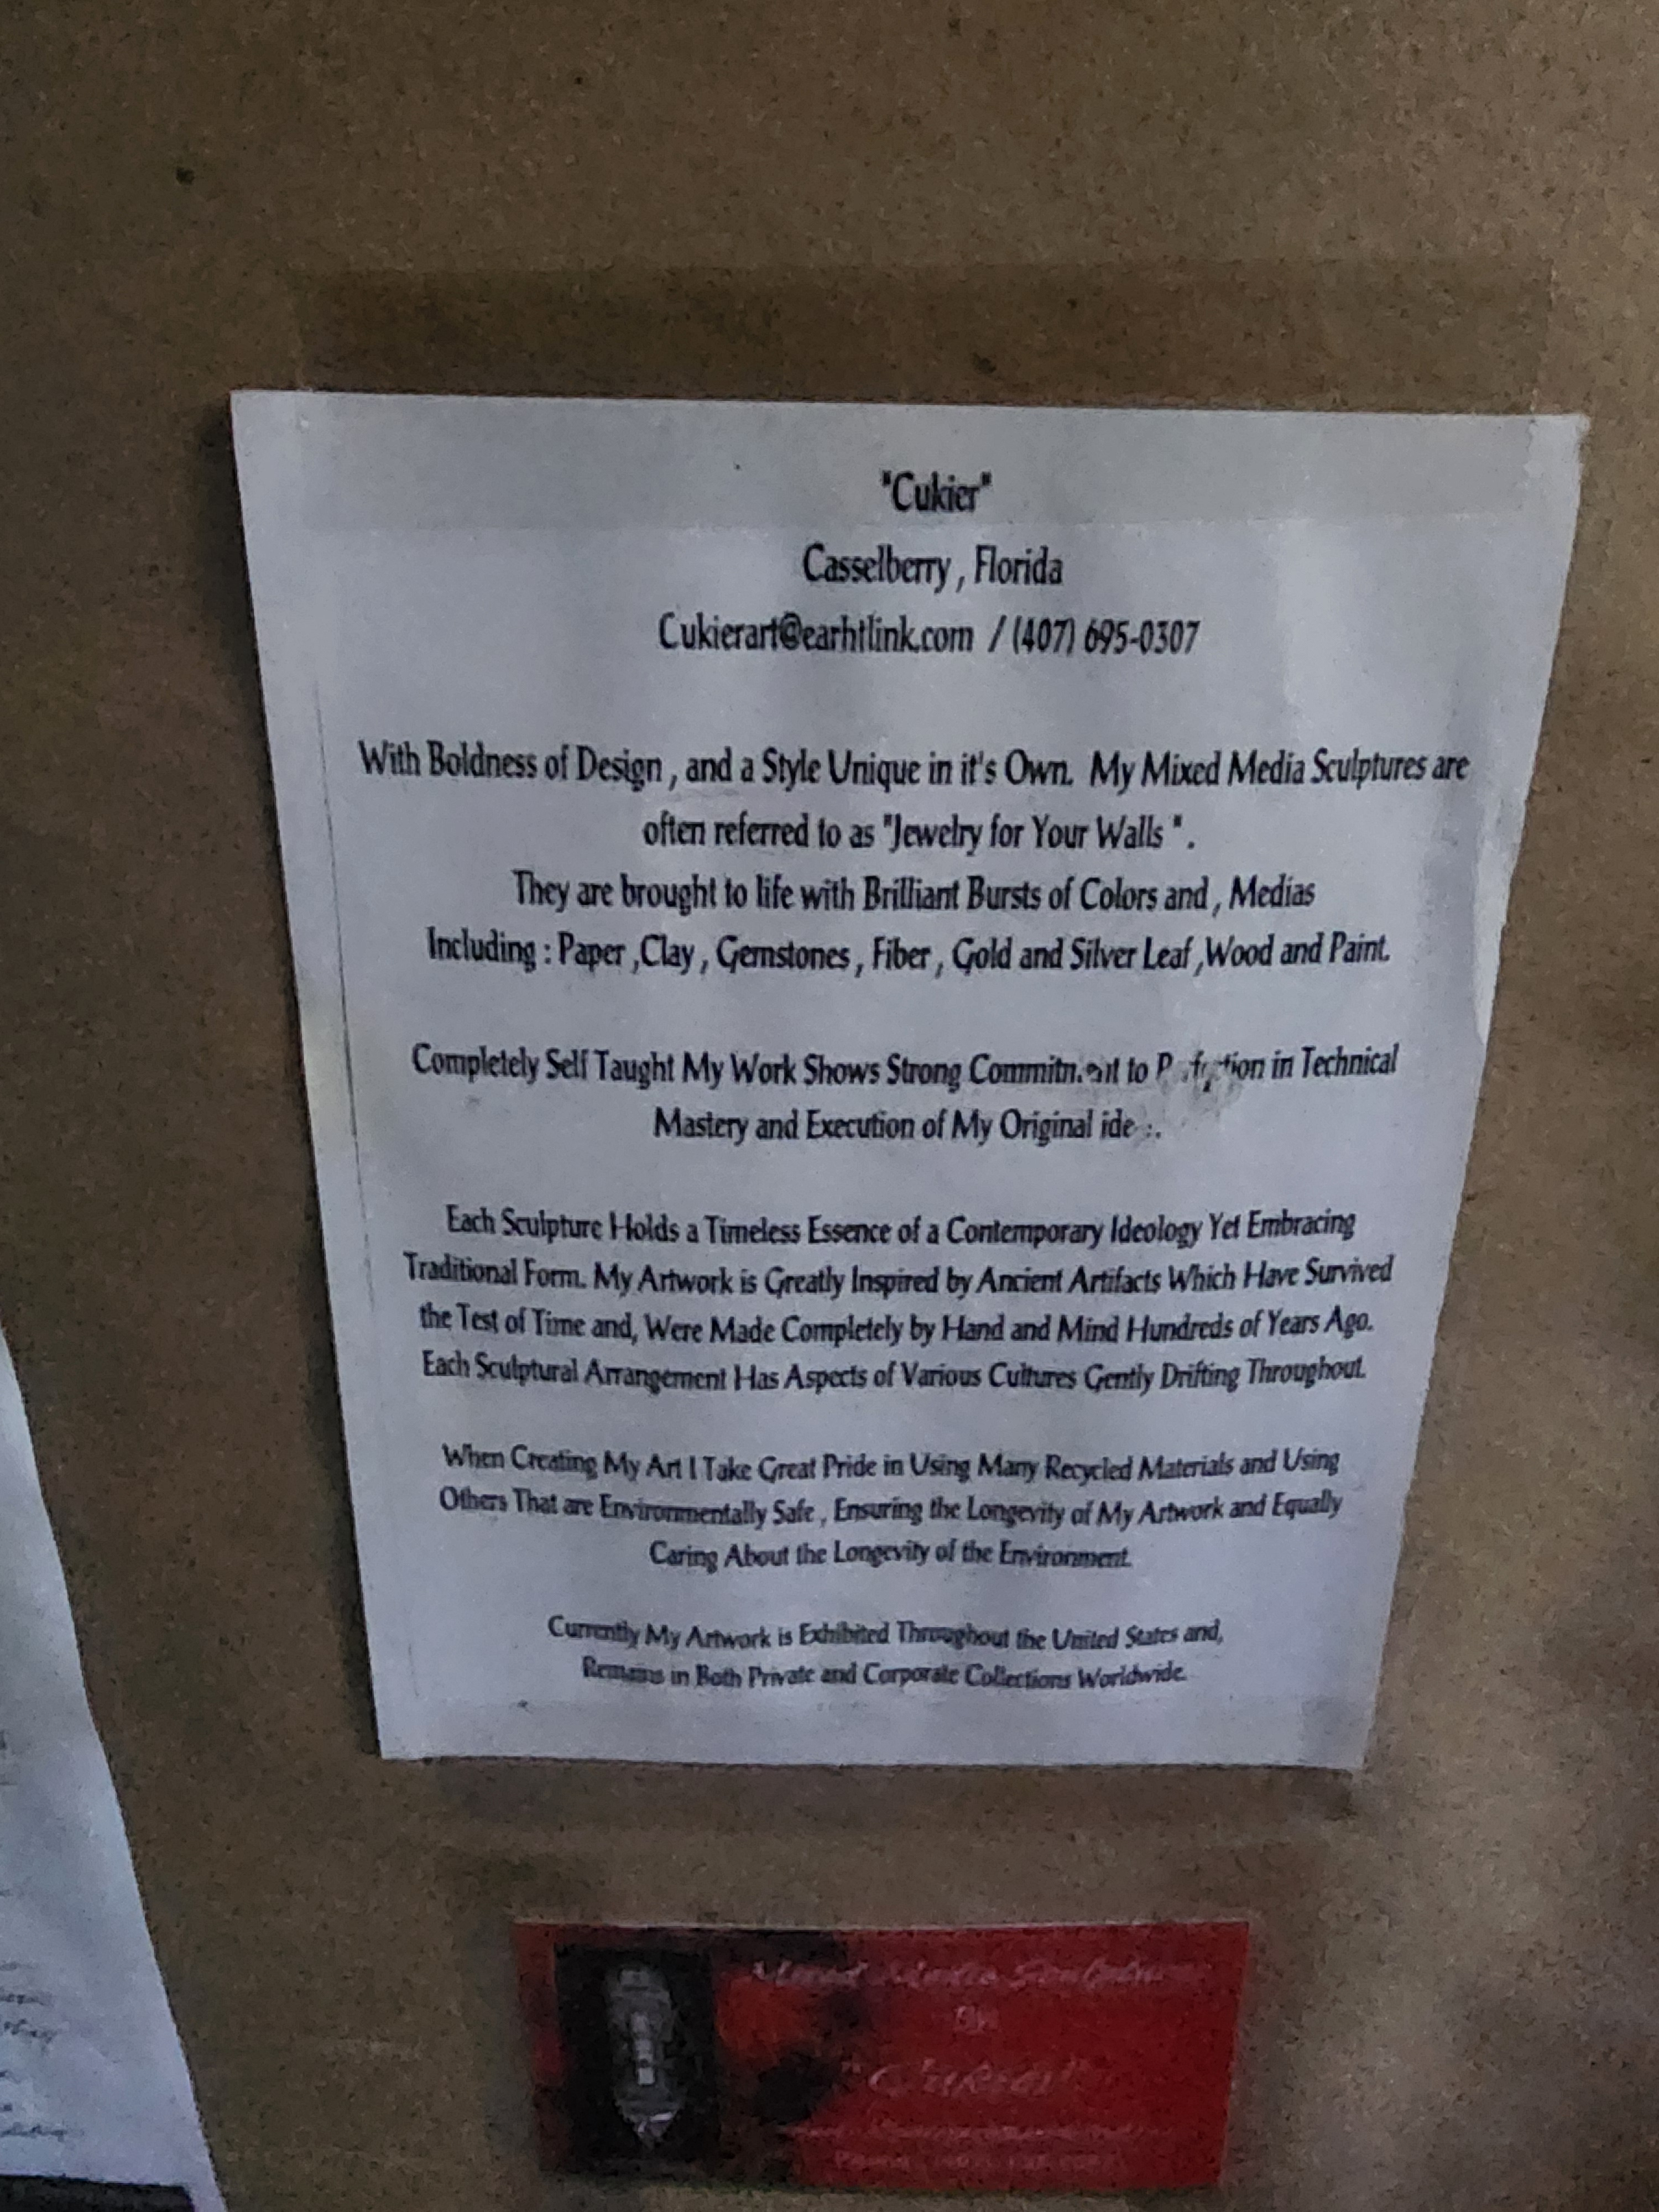 "Cukier"
Casselberry , Florida
Cukierart@earhtlink.com / (407) 695-0307
With Boldness of Design , and a Style Unique in it's Own. My Mixed Media Sculptures are
often referred to as "Jewelry for Your Walls ".
They are brought to life with Brilliant Bursts of Colors and , Medias
Including : Paper ,Clay , Gemstones , Fiber , Gold and Silver Leaf ,Wood and Paint.
Completely Self Taught My Work Shows Strong Commitment to in Technical
Mastery and Execution of My Original
Each Sculpture Holds a Timeless Essence of a Contemporary Ideology Yet Embracing
Traditional Form. My Artwork is Greatly Inspired by Ancient Artifacts Which Have Survived
the Test of Time and, Were Made Completely by Hand and Mind Hundreds of Years Ago.
Each Sculptural Arrangement Has Aspects of Various Cultures Gently Drifting Throughout.
When Creating My Art I Take Great Pride in Using Many Recycled Materials and Using
Others That are Environmentally Safe , Ensuring the Longevity of My Artwork and Equally
Caring About the Longevity of the Environment.
Currently My Artwork is Exhibited Throughout the United States and,
Remains in Both Private and Corporate Collections Worldwide.
Mixed Media Sculpture
By
"Cukier"